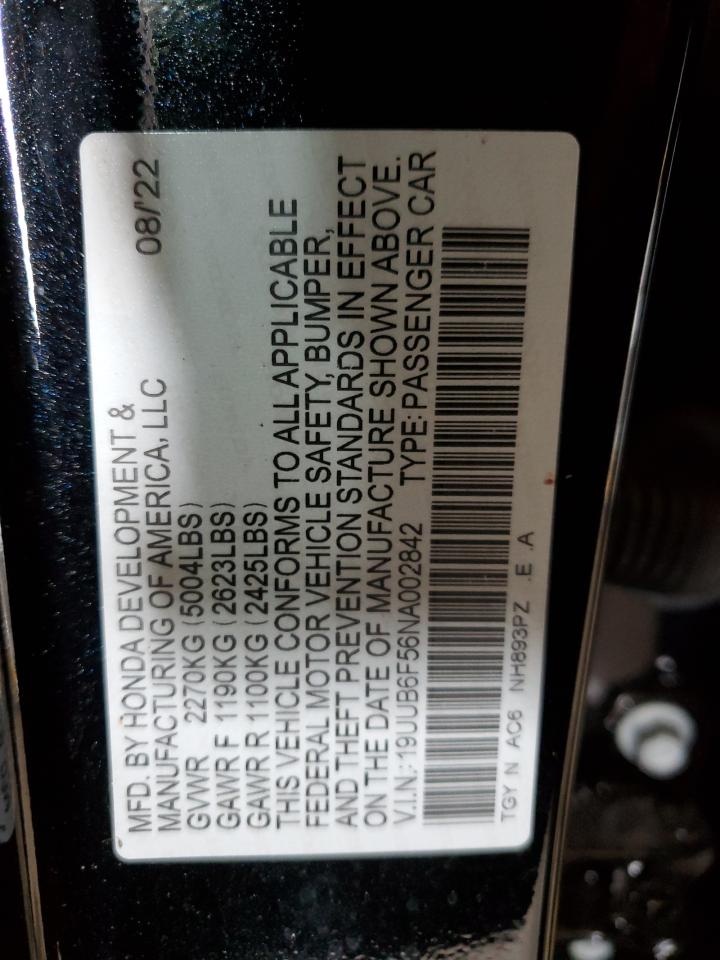 MFD. BY HONDA DEVELOPMENT &
MANUFACTURING OF AMERICA, LLC 08/'22
GVWR 2270KG (5004LBS)
GAWR F 1190KG (2623LBS)
GAWR R 1100KG (2425LBS)
THIS VEHICLE CONFORMS TO ALL APPLICABLE
FEDERAL MOTOR VEHICLE SAFETY, BUMPER,
AND THEFT PREVENTION STANDARDS IN EFFECT
ON THE DATE OF MANUFACTURE SHOWN ABOVE.
V.I.N.: 19UUB6F56NA002842 TYPE: PASSENGER CAR
TGY N AC6 NH893PZ .E .A